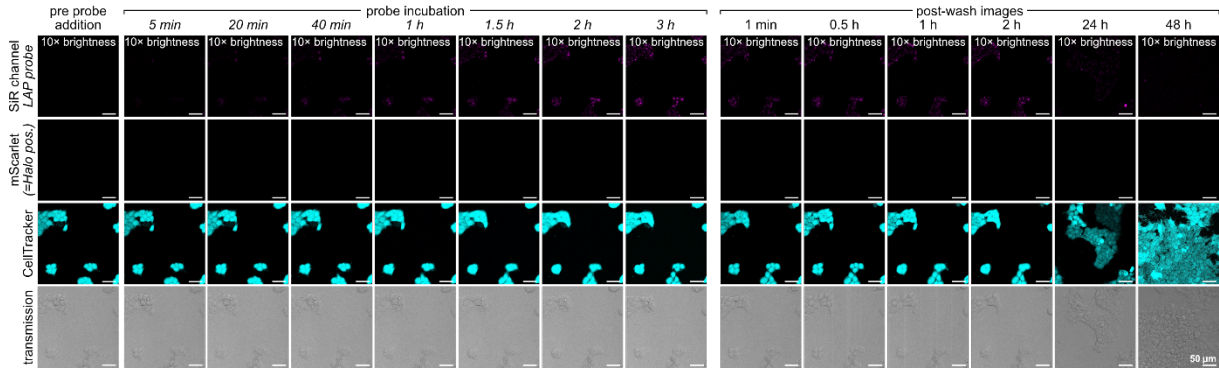 pre probe
addition
probe incubation
5 min
20 min
40 min
1 h
1.5 h
2 h
3 h
post-wash images
1 min
0.5 h
1 h
2 h
24 h
48 h
SiR channel
LAP probe
10× brightness
10× brightness
10× brightness
10× brightness
10× brightness
10× brightness
10× brightness
10× brightness
10× brightness
10× brightness
10× brightness
10× brightness
10× brightness
10× brightness
mScarlet
(=Halo pos.)
CellTracker
transmission
50 µm